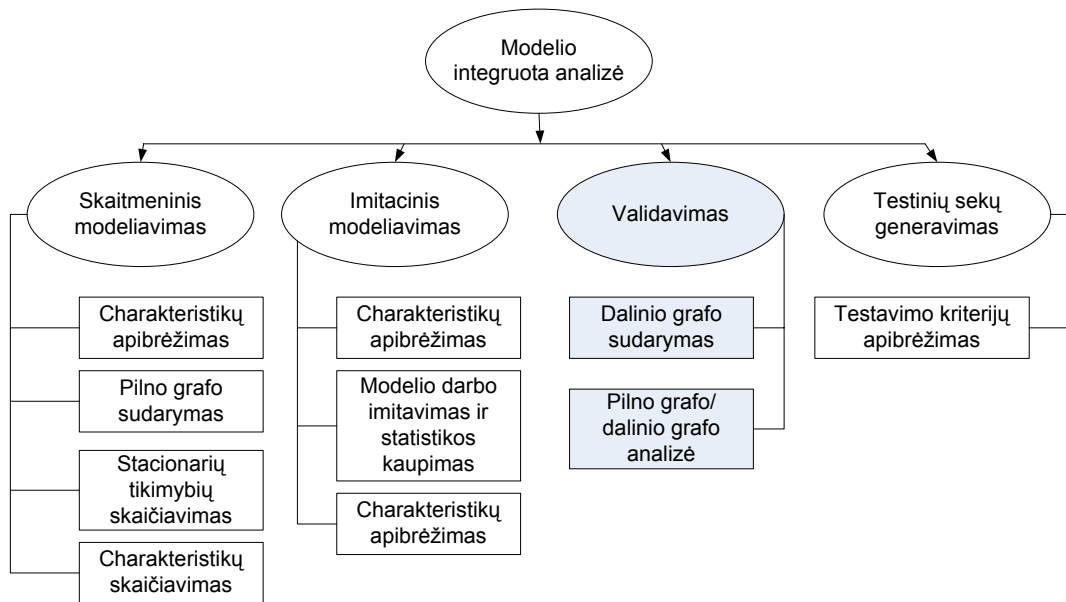 Modelio
integruota analizė
Skaitmeninis
modeliavimas
Imitacinis
modeliavimas
Validavimas
Testinių sekų
generavimas
Charakteristikų
apibrėžimas
Pilno grafo
sudarymas
Stacionarių
tikimybių
skaičiavimas
Charakteristikų
skaičiavimas
Charakteristikų
apibrėžimas
Modelio darbo
imitavimas ir
statistikos
kaupimas
Charakteristikų
apibrėžimas
Dalinio grafo
sudarymas
Pilno grafo/
dalinio grafo
analizė
Testavimo kriterijų
apibrėžimas